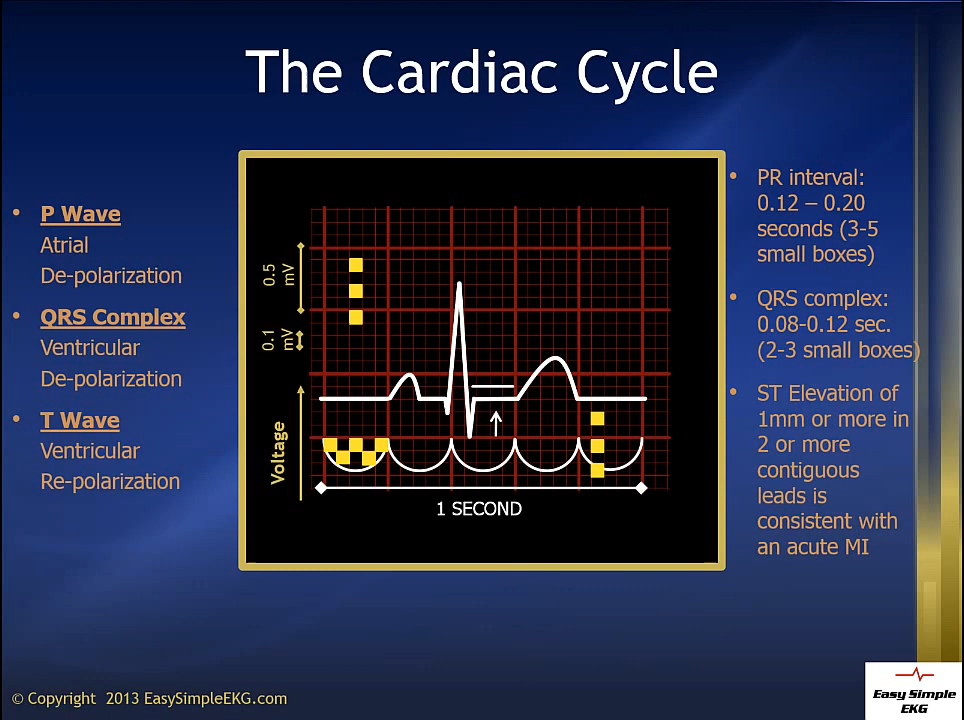 The Cardiac Cycle
• P Wave
Atrial
De-polarization
• QRS Complex
Ventricular
De-polarization
• T Wave
Ventricular
Re-polarization
0.5
mV
0.1
mV
Voltage
1 SECOND
• PR interval:
0.12 – 0.20
seconds (3-5
small boxes)
• QRS complex:
0.08-0.12 sec.
(2-3 small boxes)
• ST Elevation of
1mm or more in
2 or more
contiguous
leads is
consistent with
an acute MI
© Copyright 2013 EasySimpleEKG.com
Easy Simple
EKG